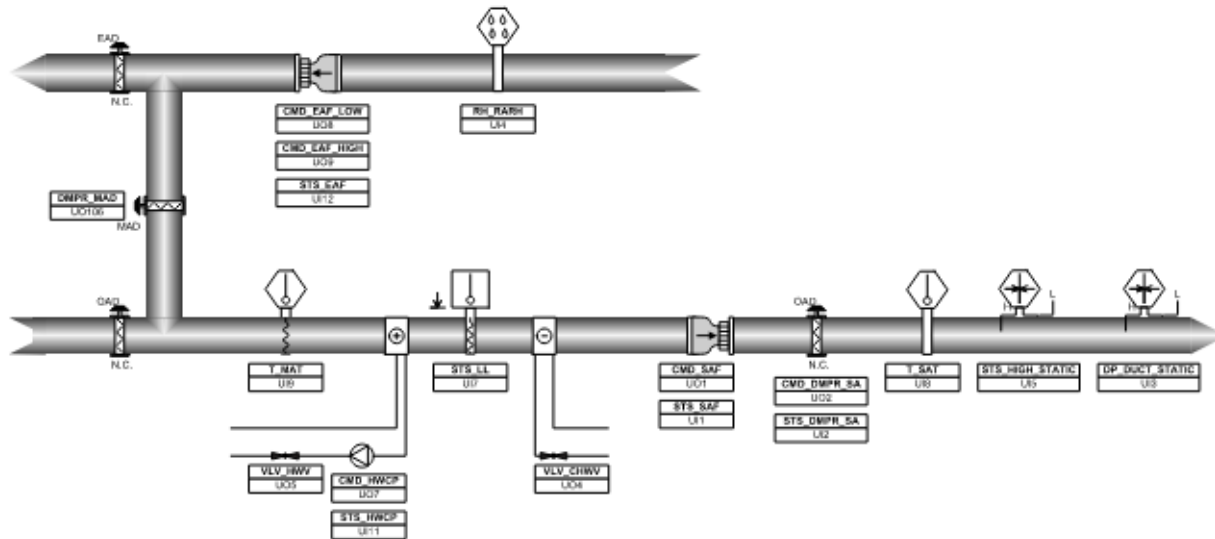 EAD
N.C.
CMD_EAF_LOW
UO8
RH_RARH
UI4
CMD_EAF_HIGH
UO9
STS_EAF
UI12
DMPR_MAD
UO106
MAD
OAD
N.C.
T_MAT
UI9
STS_LL
UI7
CMD_SAF
UO1
STS_SAF
UI1
OAD
N.C.
CMD_DMPR_SA
UO2
STS_DMPR_SA
UI2
T_SAT
UI8
H
L
STS_HIGH_STATIC
UI5
H
L
DP_DUCT_STATIC
UI3
VLV_HWV
UO5
CMD_HWCP
UO7
STS_HWCP
UI11
VLV_CHWV
UO4